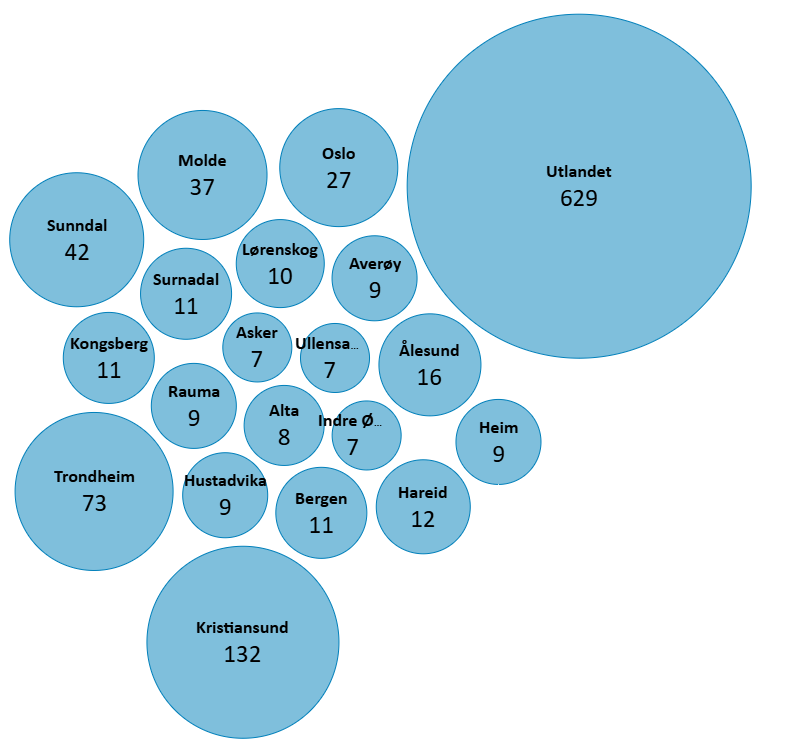 Utlandet
629
Oslo
27
Molde
37
Sunndal
42
Lørenskog
10
Averøy
9
Surnadal
11
Asker
7
Ullensa...
7
Ålesund
16
Kongsberg
11
Rauma
9
Alta
8
Indre Ø...
7
Heim
9
Trondheim
73
Hustadvika
9
Bergen
11
Hareid
12
Kristiansund
132